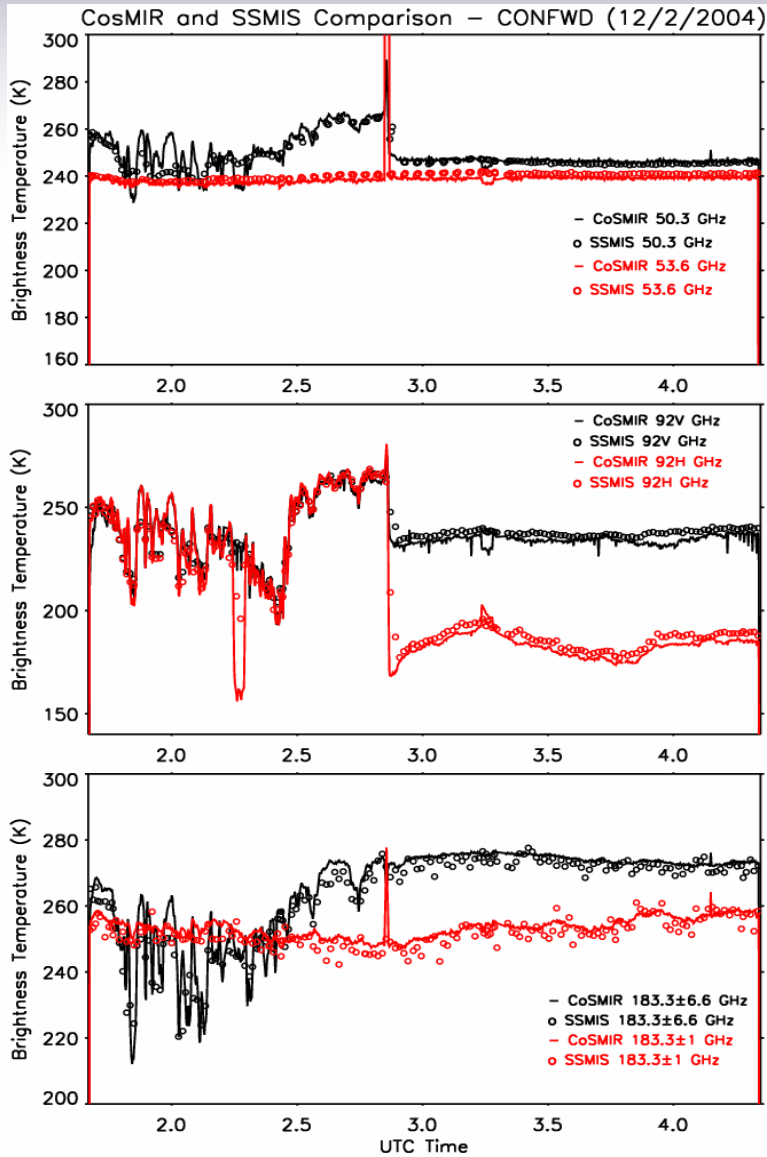 CosMIR and SSMIS Comparison – CONFWD (12/2/2004)
300
280
260
240
220
200
180
160
Brightness Temperature (K)
– CoSMIR 50.3 GHz
o SSMIS 50.3 GHz
– CoSMIR 53.6 GHz
o SSMIS 53.6 GHz
2.0 2.5 3.0 3.5 4.0
300
250
200
150
Brightness Temperature (K)
– CoSMIR 92V GHz
o SSMIS 92V GHz
– CoSMIR 92H GHz
o SSMIS 92H GHz
2.0 2.5 3.0 3.5 4.0
300
280
260
240
220
200
Brightness Temperature (K)
– CoSMIR 183.3±6.6 GHz
o SSMIS 183.3±6.6 GHz
– CoSMIR 183.3±1 GHz
o SSMIS 183.3±1 GHz
2.0 2.5 3.0 3.5 4.0
UTC Time